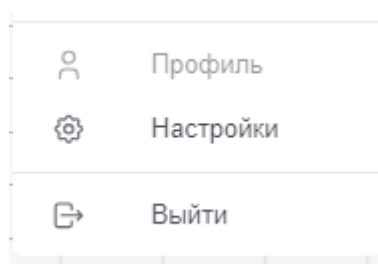 Профиль
Настройки
Выйти